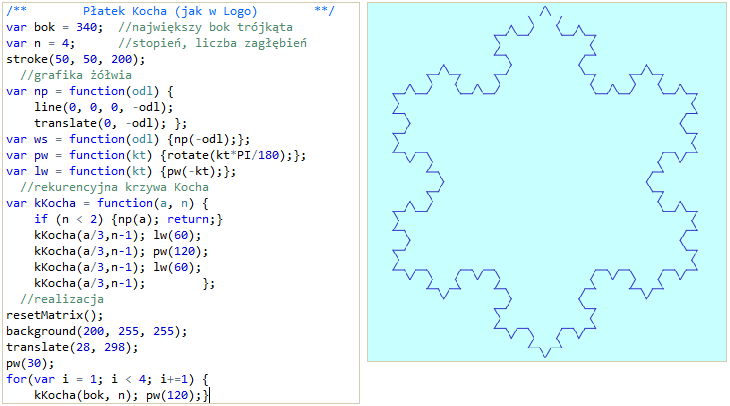 /**        Płatek Kocha (jak w Logo)        **/
var bok = 340;  //największy bok trójkąta
var n = 4;      //stopień, liczba zagłębień
stroke(50, 50, 200);
  //grafika żółwia
var np = function(odl) {
    line(0, 0, 0, -odl);
    translate(0, -odl); };
var ws = function(odl) {np(-odl);};
var pw = function(kt) {rotate(kt*PI/180);};
var lw = function(kt) {pw(-kt);};
  //rekurencyjna krzywa Kocha
var kKocha = function(a, n) {
    if (n < 2) {np(a); return;}
    kKocha(a/3,n-1); lw(60);
    kKocha(a/3,n-1); pw(120);
    kKocha(a/3,n-1); lw(60);
    kKocha(a/3,n-1);        };
  //realizacja
resetMatrix();
background(200, 255, 255);
translate(28, 298);
pw(30);
for(var i = 1; i < 4; i+=1) {
    kKocha(bok, n); pw(120);}